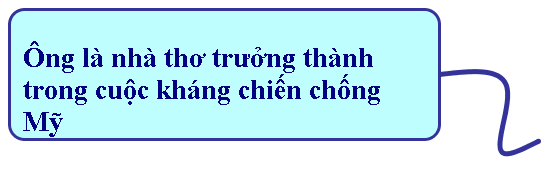 Ông là nhà thơ trưởng thành
trong cuộc kháng chiến chống
Mỹ